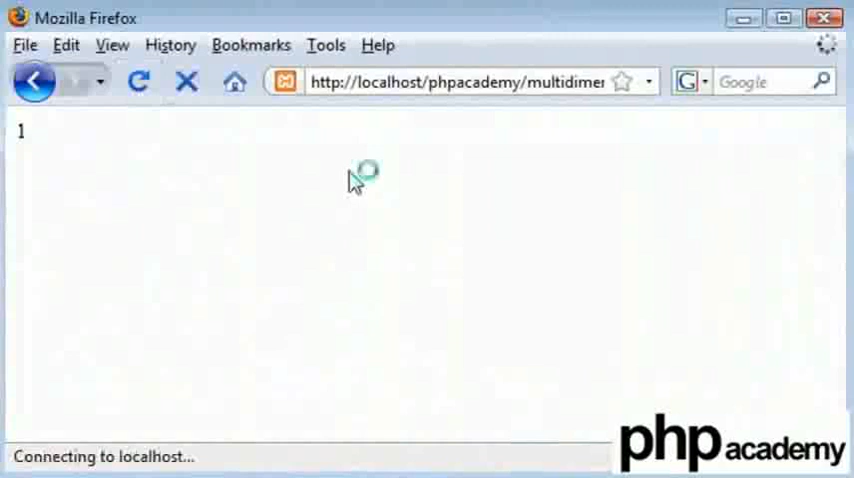 Mozilla Firefox
File Edit View History Bookmarks Tools Help
http://localhost/phpacademy/multidimer G Google
1
Connecting to localhost...
php academy